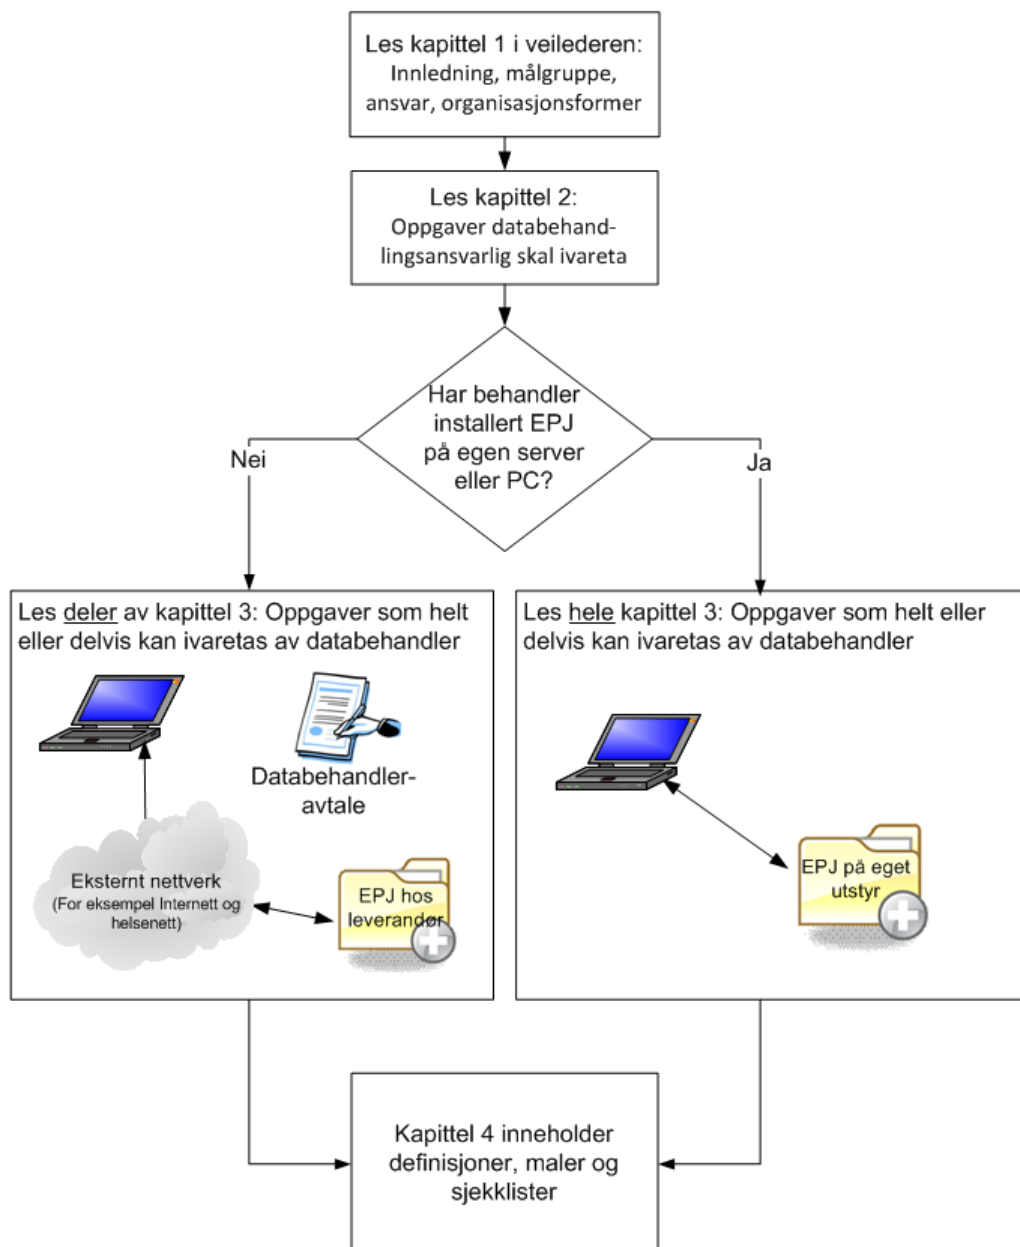 Les kapittel 1 i veilederen:
Innledning, målgruppe,
ansvar, organisasjonsformer
Les kapittel 2:
Oppgaver databehand-
lingsansvarlig skal ivareta
Har behandler
installert EPJ
på egen server
eller PC?
Nei
Ja
Les deler av kapittel 3: Oppgaver som helt
eller delvis kan ivaretas av databehandler
Databehandler-
avtale
Eksternt nettverk
(For eksempel Internett og
helsenett)
EPJ hos
leverandør
Les hele kapittel 3: Oppgaver som helt eller
delvis kan ivaretas av databehandler
EPJ på eget
utstyr
Kapittel 4 inneholder
definisjoner, maler og
sjekklister